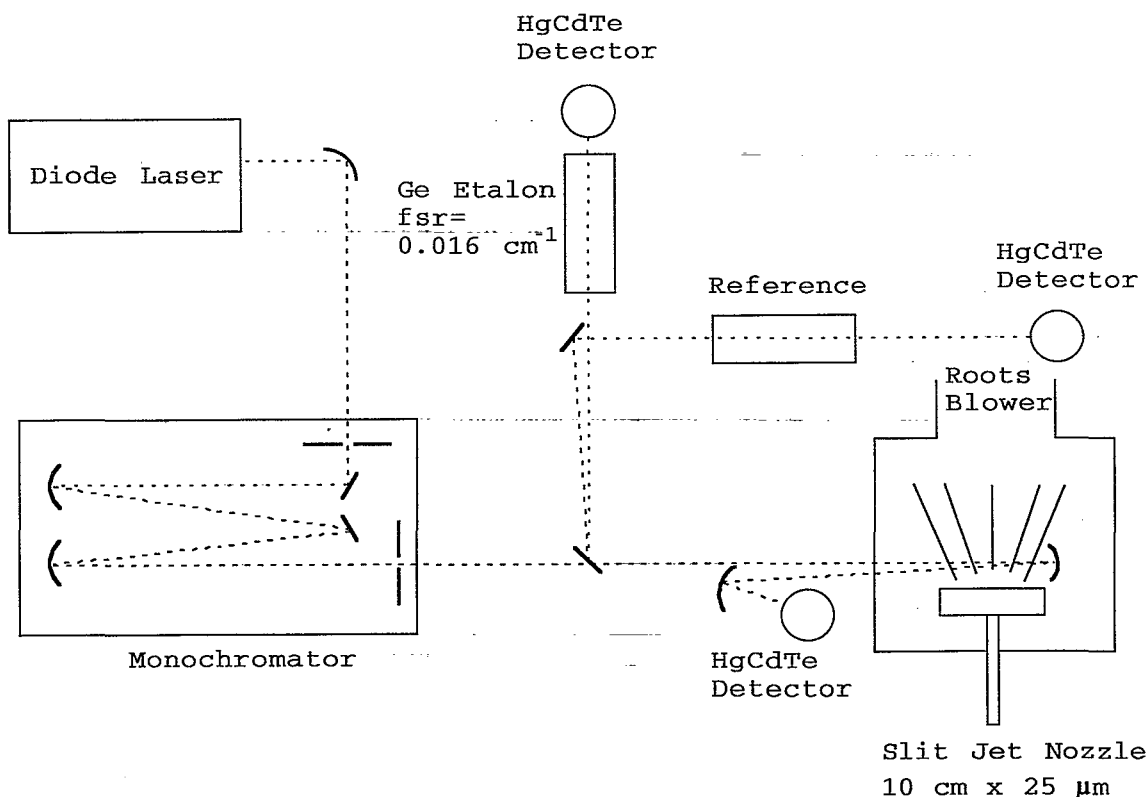 HgCdTe
Detector
Diode Laser
Ge Etalon
fsr=
0.016 cm-1
HgCdTe
Detector
Reference
Roots
Blower
Monochromator
HgCdTe
Detector
Slit Jet Nozzle
10 cm x 25 µm